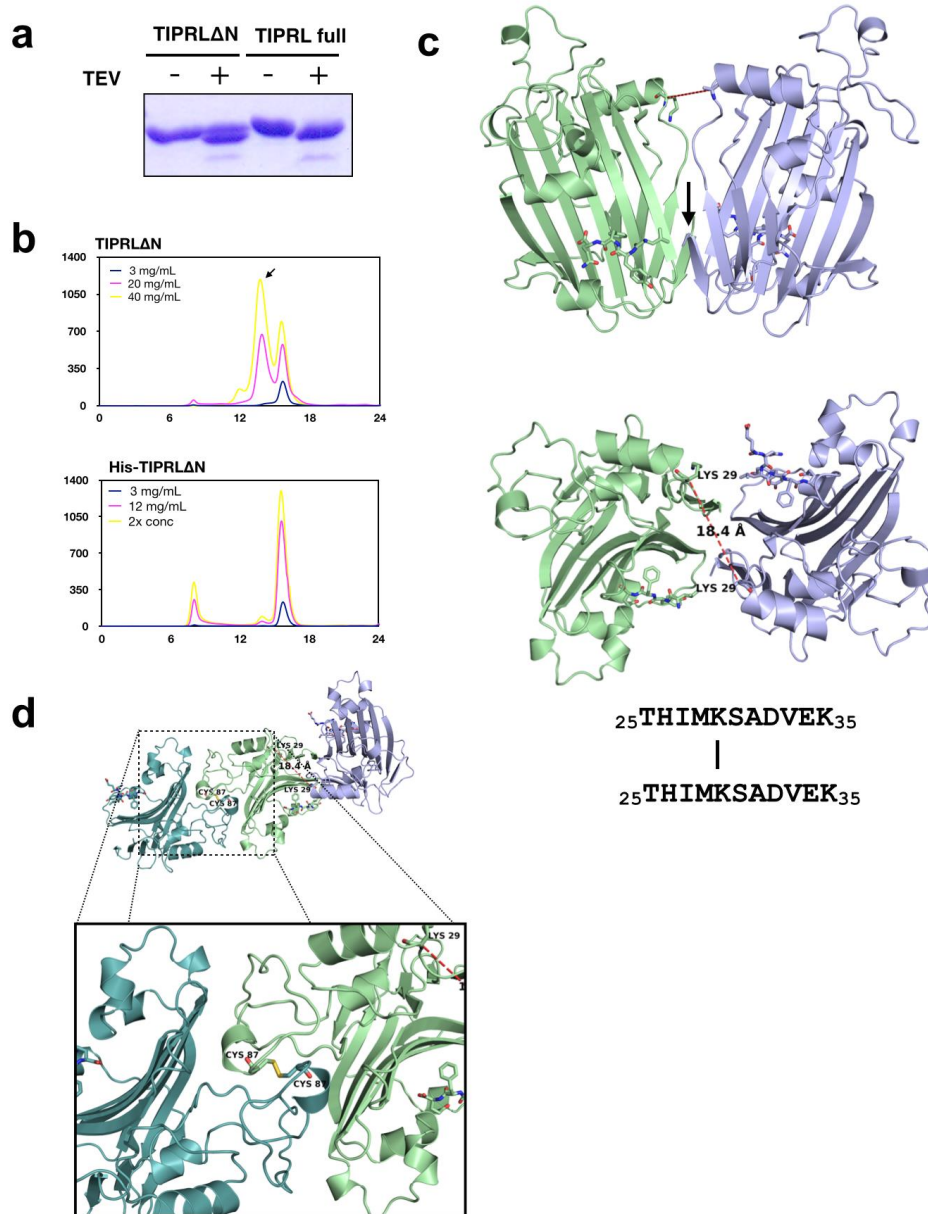 a
TIPRLΔN TIPRL full
TEV - + - +
b
TIPRLΔN
1400
1050
700
350
0
3 mg/mL
20 mg/mL
40 mg/mL
0 6 12 18 24
His-TIPRLΔN
1400
1050
700
350
0
3 mg/mL
12 mg/mL
2x conc
0 6 12 18 24
c
LYS 29
18.4 Å
LYS 29
25THIMKSADVEK35
25THIMKSADVEK35
d
LYS 29
18.4 Å
LYS 29
CYS 87
CYS 87
LYS 29
1
CYS 87
CYS 87